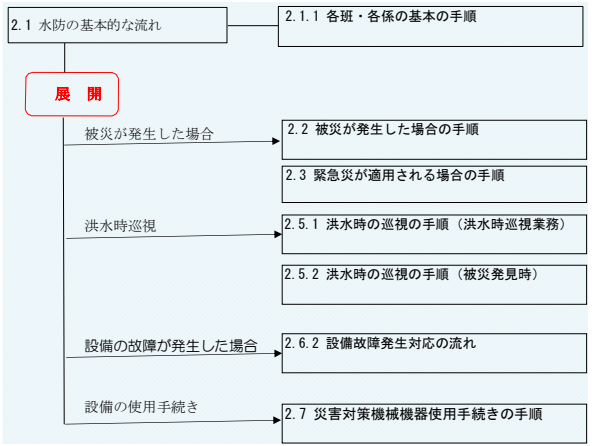 2.1 水防の基本的な流れ
2.1.1 各班・各係の基本の手順
展 開
被災が発生した場合
2.2 被災が発生した場合の手順
2.3 緊急災が適用される場合の手順
洪水時巡視
2.5.1 洪水時の巡視の手順（洪水時巡視業務）
2.5.2 洪水時の巡視の手順（被災発見時）
設備の故障が発生した場合
2.6.2 設備故障発生対応の流れ
設備の使用手続き
2.7 災害対策機械機器使用手続きの手順